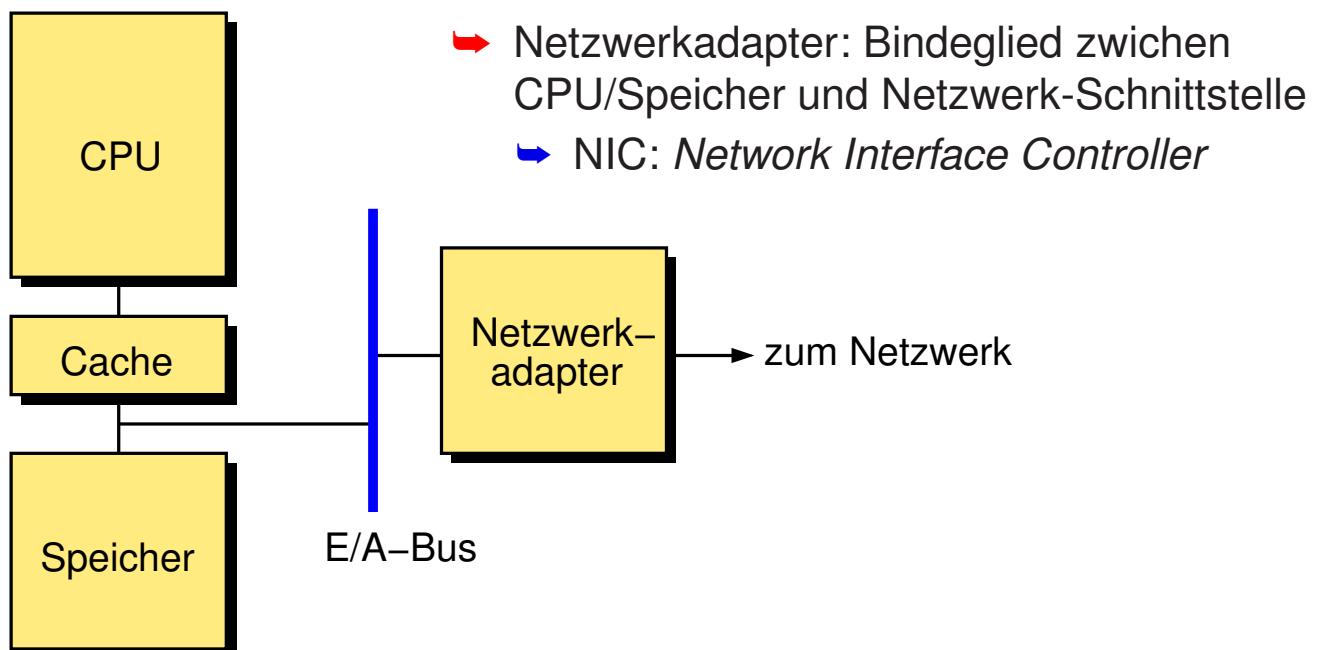 Netzwerkadapter: Bindeglied zwichen
CPU/Speicher und Netzwerk-Schnittstelle
NIC: Network Interface Controller
CPU
Cache
Speicher
E/A–Bus
Netzwerk–
adapter
zum Netzwerk